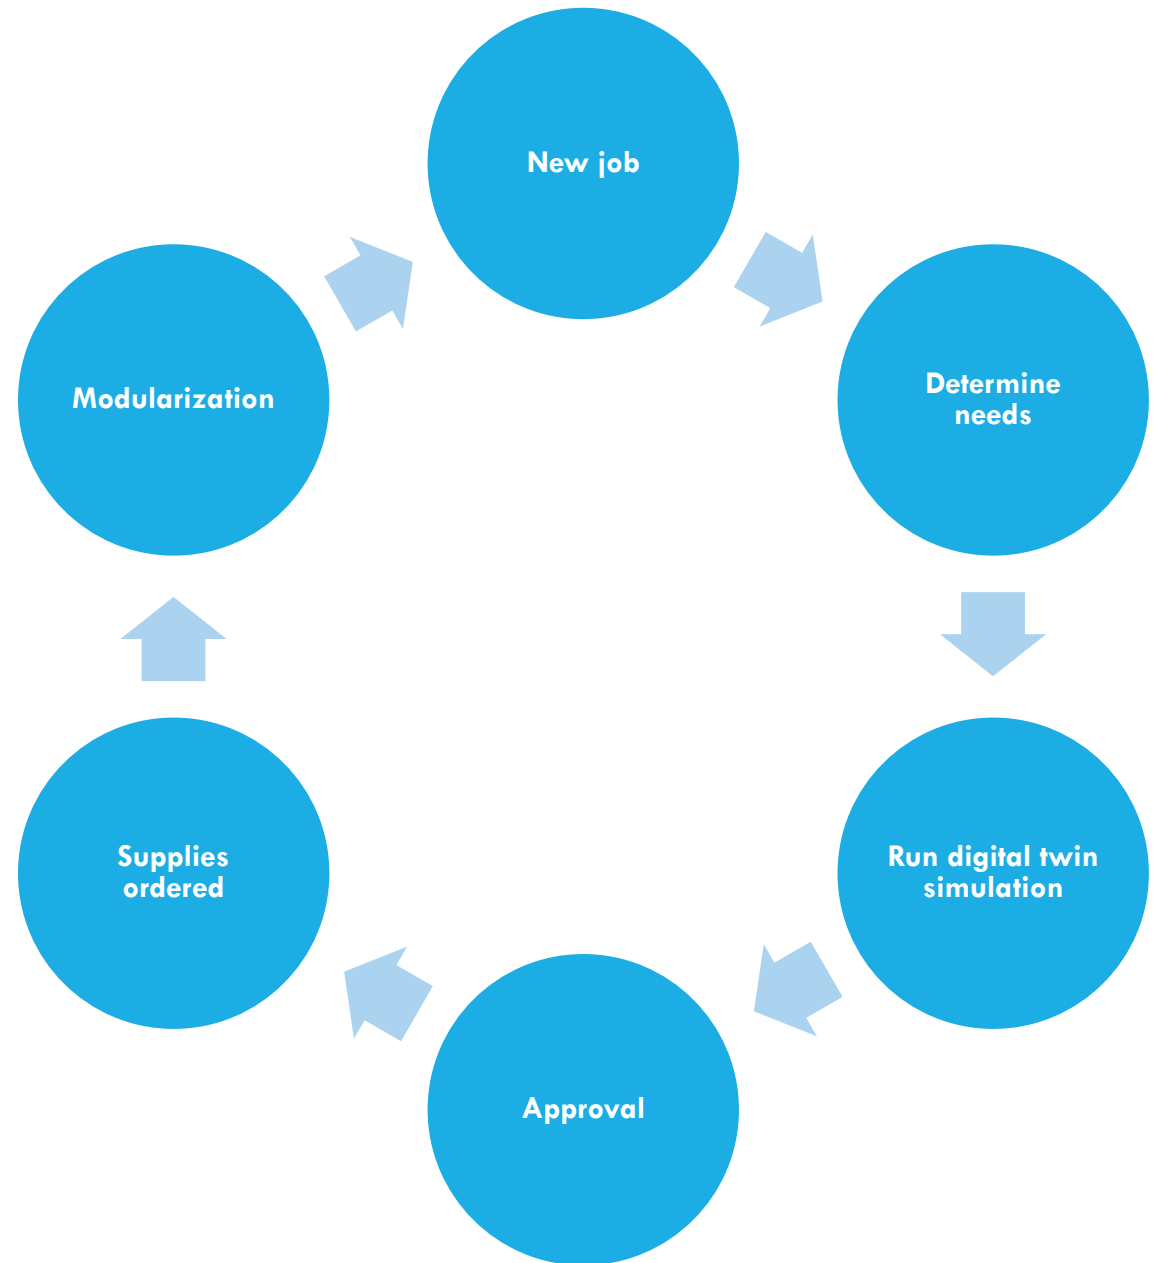 New job
Determine
needs
Run digital twin
simulation
Approval
Supplies
ordered
Modularization